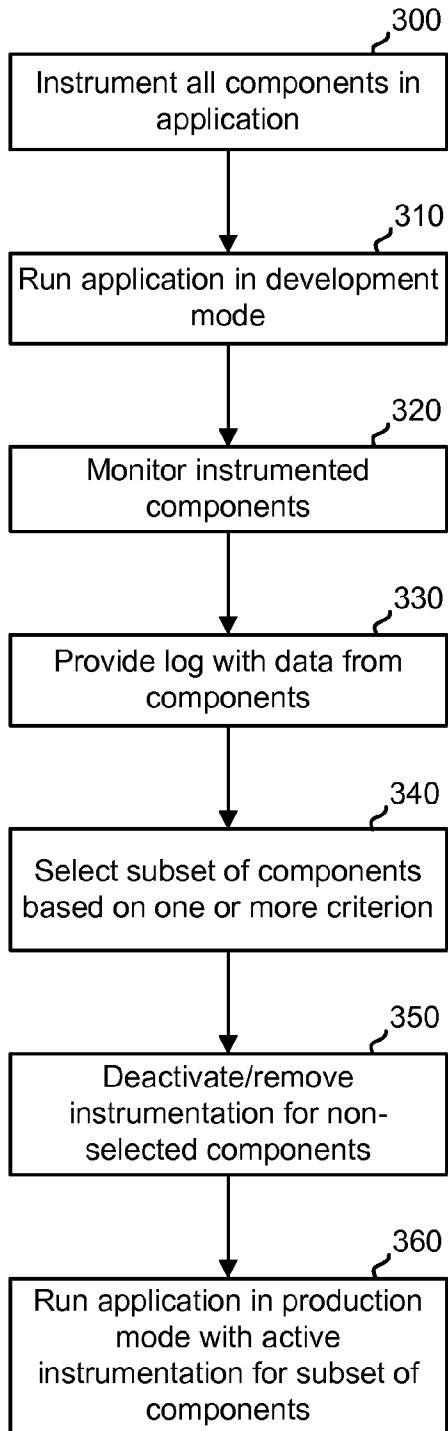 300
Instrument all components in
application
310
Run application in development
mode
320
Monitor instrumented
components
330
Provide log with data from
components
340
Select subset of components
based on one or more criterion
350
Deactivate/remove
instrumentation for non-
selected components
360
Run application in production
mode with active
instrumentation for subset of
components